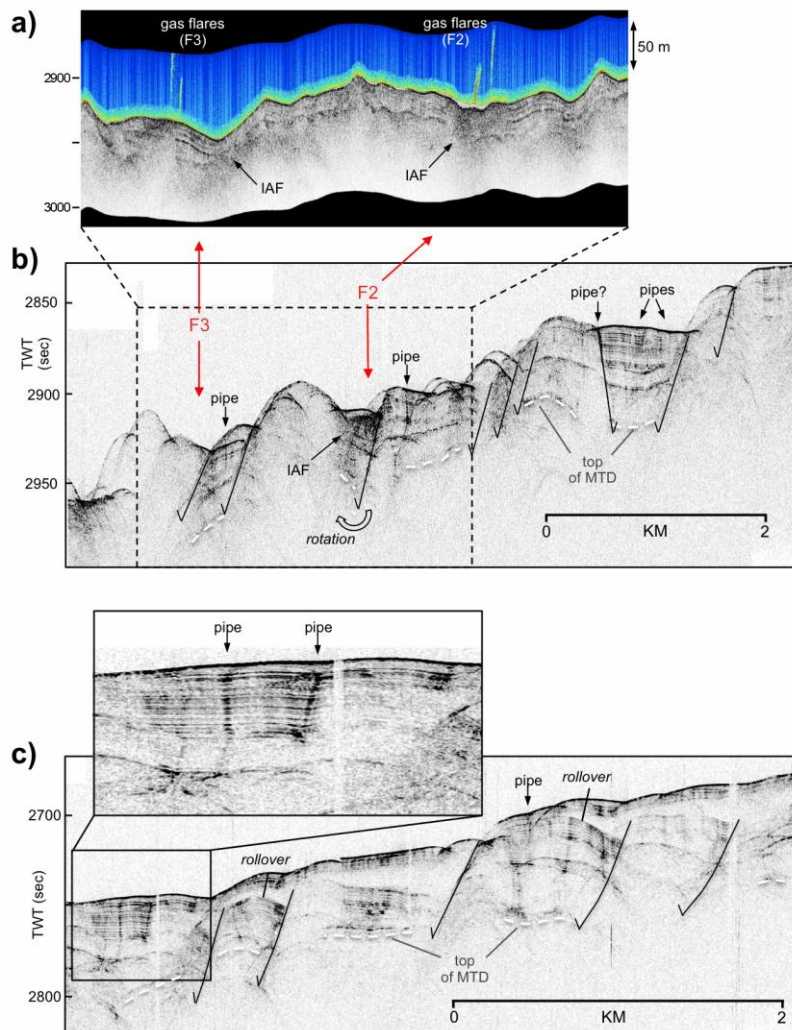 a)
gas flares
(F3)
gas flares
(F2)
50 m
2900
3000
IAF
IAF
b)
F3
F2
2850
TWT
(sec)
2900
2950
pipe
pipe
pipe?
pipes
IAF
rotation
top
of MTD
0
KM
2
pipe
pipe
c)
pipe
rollover
rollover
2700
TWT (sec)
2800
top
of MTD
0
KM
2